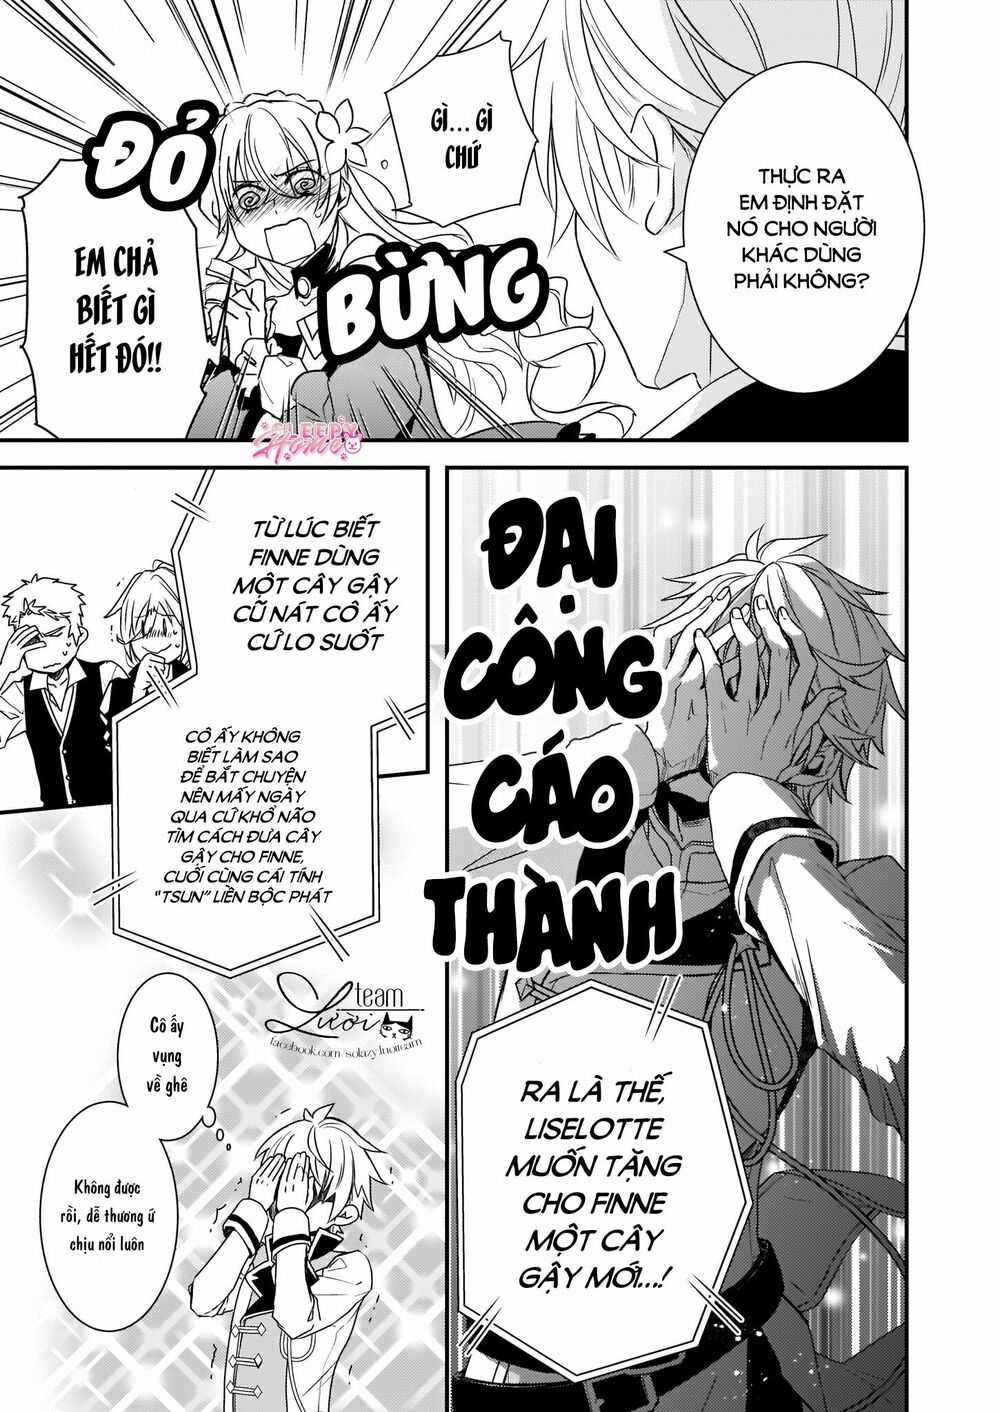 THỰC RA
EM ĐỊNH ĐẶT
NÓ CHO NGƯỜI
KHÁC DÙNG
PHẢI KHÔNG?
GÌ... GÌ
CHỨ
ĐỎ
BỪNG
EM CHẢ
BIẾT GÌ
HẾT ĐÓ!!
SLEEPY
Home
ĐẠI
CÔNG
CÁO
THÀNH
RA LÀ THẾ,
LISELOTTE
MUỐN TẶNG
CHO FINNE
MỘT CÂY
GẬY MỚI...!
TỪ LÚC BIẾT
FINNE DÙNG
MỘT CÂY GẬY
CŨ NÁT CÔ ẤY
CỨ LO SUỐT
CÔ ẤY KHÔNG
BIẾT LÀM SAO
ĐỂ BẮT CHUYỆN
NÊN MẤY NGÀY
QUA CỨ KHỔ NÃO
TÌM CÁCH ĐƯA CÂY
GẬY CHO FINNE,
CUỐI CÙNG CÁI TÍNH
"TSUN" LIỀN BỘC PHÁT
team
Lười
facebook.com/solazy.luoiteam
Cô ấy
vụng
về ghê
Không được
rồi, dễ thương ứ
chịu nổi luôn